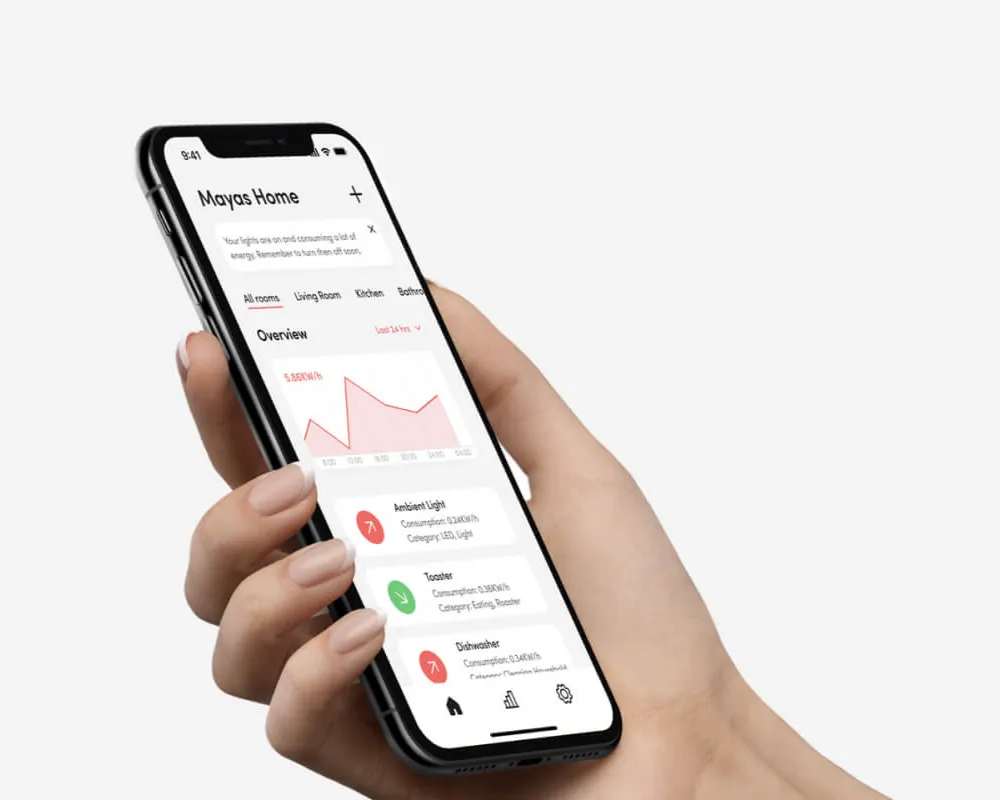 9:41
Mayas Home
Your lights are on and consuming a lot of
energy. Remember to turn then off soon.
All rooms Living Room Kitchen Bathro
Overview
Last 24 hrs
5.86KW/h
8:00 12:00 16:00 20:00 24:00 04:00
Ambient Light
Consumption: 0.24KW/h
Category: LED, Light
Toaster
Consumption: 0.36KW/h
Category: Eating, Roaster
Dishwasher
Consumption: 0.34KW/h
Category: Cleaning Household